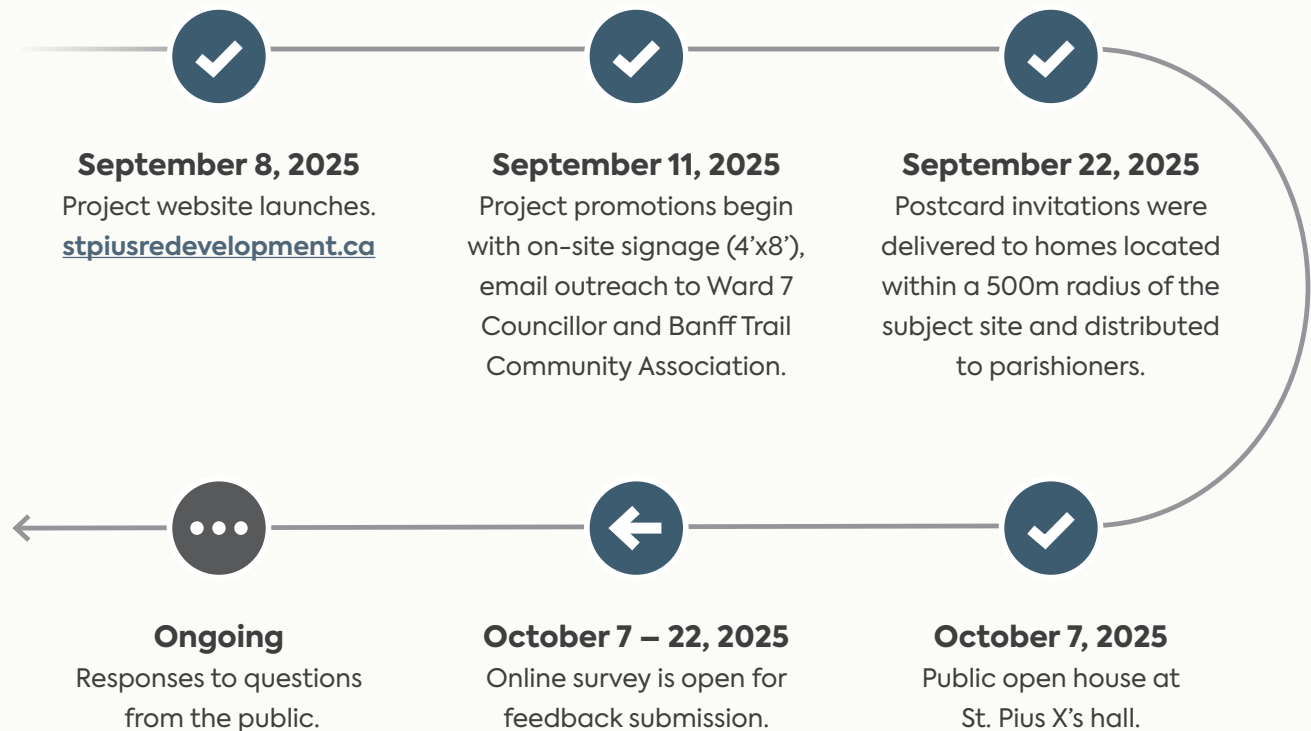 September 8, 2025
Project website launches.
stpiusredevelopment.ca
September 11, 2025
Project promotions begin
with on-site signage (4’x8’),
email outreach to Ward 7
Councillor and Banff Trail
Community Association.
September 22, 2025
Postcard invitations were
delivered to homes located
within a 500m radius of the
subject site and distributed
to parishioners.
October 7, 2025
Public open house at
St. Pius X’s hall.
October 7 – 22, 2025
Online survey is open for
feedback submission.
Ongoing
Responses to questions
from the public.